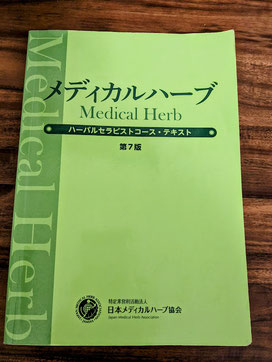 Medical Herb
メディカルハーブ
Medical Herb
ハーバルセラピストコース・テキスト
第7版
特定非営利活動法人
日本メディカルハーブ協会
Japan Medical Herb Association